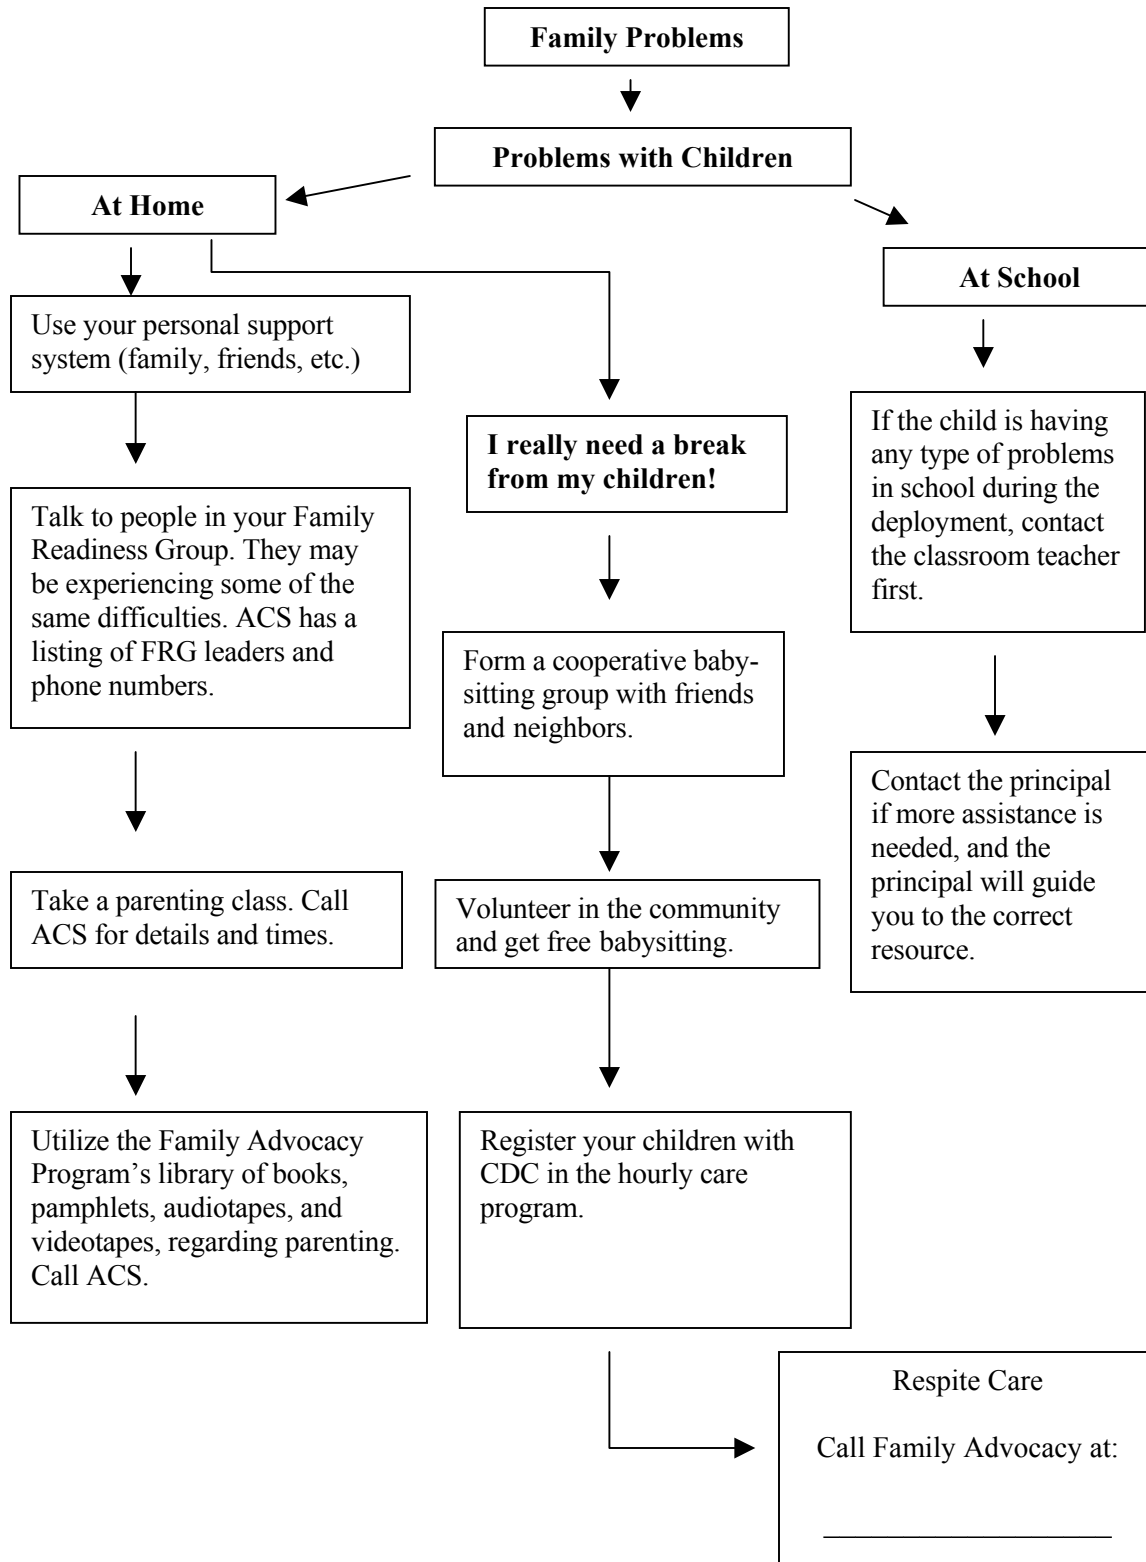 Family Problems
Problems with Children
At Home
Use your personal support
system (family, friends, etc.)
Talk to people in your Family
Readiness Group. They may
be experiencing some of the
same difficulties. ACS has a
listing of FRG leaders and
phone numbers.
Take a parenting class. Call
ACS for details and times.
Utilize the Family Advocacy
Program’s library of books,
pamphlets, audiotapes, and
videotapes, regarding parenting.
Call ACS.
I really need a break
from my children!
Form a cooperative baby-
sitting group with friends
and neighbors.
Volunteer in the community
and get free babysitting.
Register your children with
CDC in the hourly care
program.
Respite Care
Call Family Advocacy at:
At School
If the child is having
any type of problems
in school during the
deployment, contact
the classroom teacher
first.
Contact the principal
if more assistance is
needed, and the
principal will guide
you to the correct
resource.